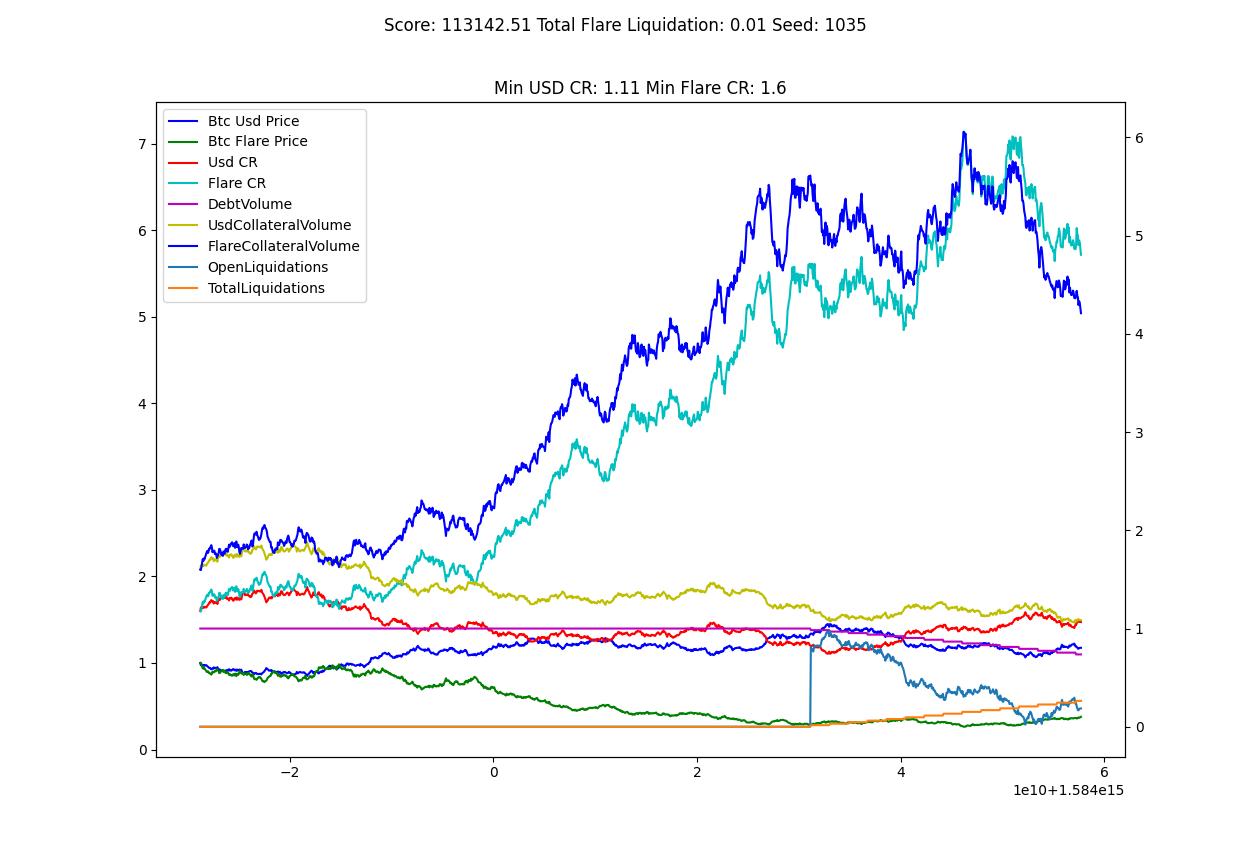 Score: 113142.51 Total Flare Liquidation: 0.01 Seed: 1035
Min USD CR: 1.11 Min Flare CR: 1.6
Btc Usd Price
Btc Flare Price
Usd CR
Flare CR
DebtVolume
UsdCollateralVolume
FlareCollateralVolume
OpenLiquidations
TotalLiquidations
7
6
5
4
3
2
1
0
6
5
4
3
2
1
0
−2
0
2
4
6
1e10+1.584e15